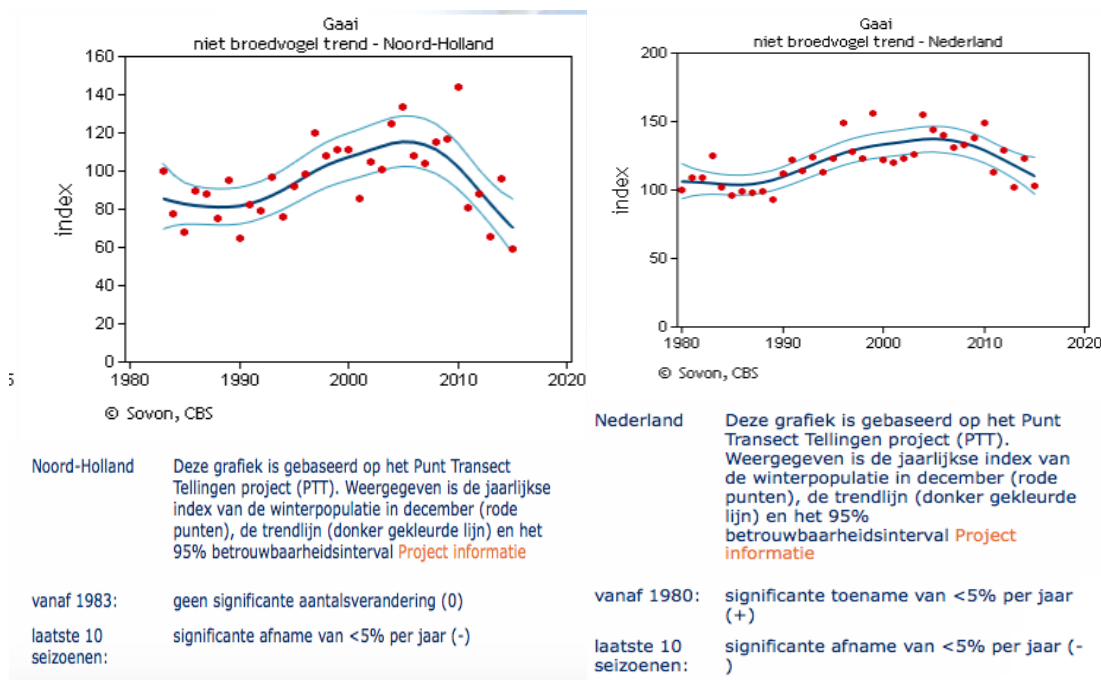 Gaai
niet broedvogel trend - Noord-Holland
160
140
120
100
80
60
40
20
0
index
1980
1990
2000
2010
2020
© Sovon, CBS
Noord-Holland
Deze grafiek is gebaseerd op het Punt Transect
Tellingen project (PTT). Weergegeven is de jaarlijkse
index van de winterpopulatie in december (rode
punten), de trendlijn (donker gekleurde lijn) en het
95% betrouwbaarheidsinterval Project informatie
vanaf 1983:
geen significante aantalsverandering (0)
laatste 10
seizoenen:
significante afname van <5% per jaar (-)
Gaai
niet broedvogel trend - Nederland
200
150
100
50
0
index
1980
1990
2000
2010
2020
© Sovon, CBS
Nederland
Deze grafiek is gebaseerd op het Punt
Transect Tellingen project (PTT).
Weergegeven is de jaarlijkse index van
de winterpopulatie in december (rode
punten), de trendlijn (donker gekleurde
lijn) en het 95%
betrouwbaarheidsinterval Project
informatie
vanaf 1980:
significante toename van <5% per jaar
(+)
laatste 10
seizoenen:
significante afname van <5% per jaar (-
)